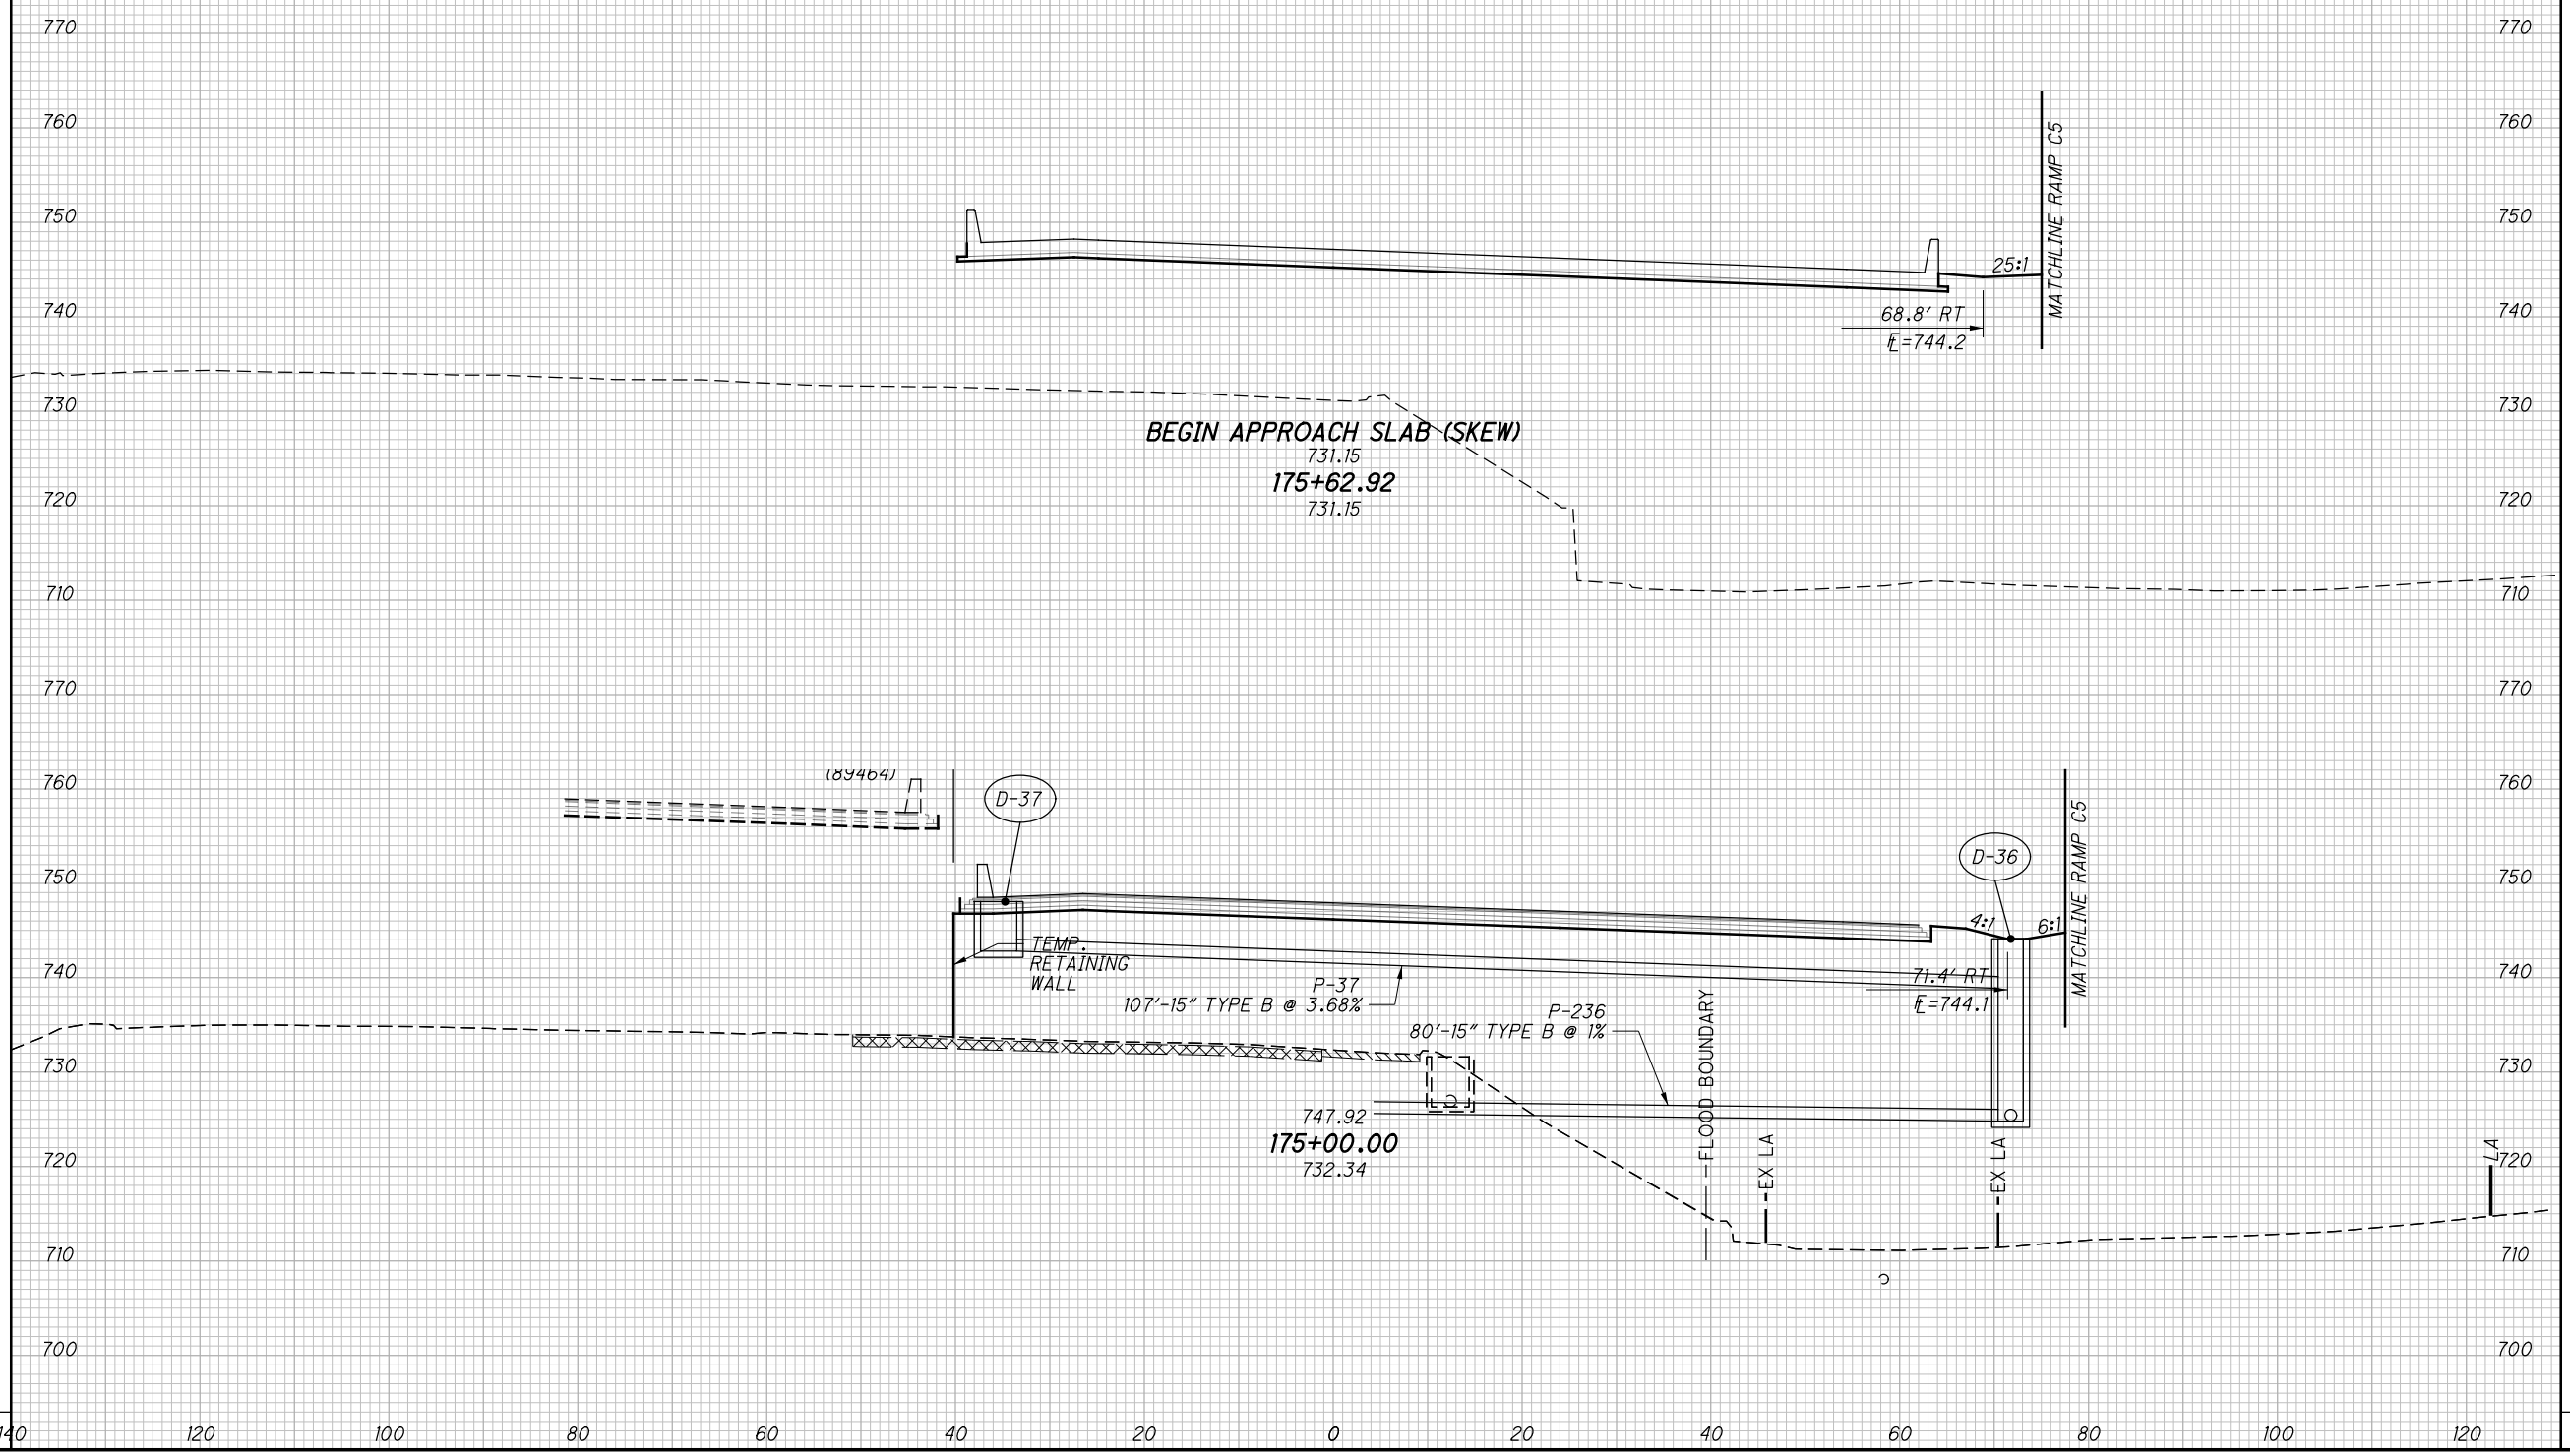 770 770
760 760
MATCHLINE RAMP C5
750 750
25:1
740 740
68.8' RT
FL=744.2
730 730
BEGIN APPROACH SLAB (SKEW)
731.15
175+62.92
731.15
720 720
710 710
770 770
(89464)
760 760
D-37
MATCHLINE RAMP C5
D-36
750 750
4:1
6:1
TEMP.
RETAINING
WALL
740 740
71.4' RT
FL=744.1
P-37
107'-15" TYPE B @ 3.68%
P-236
80'-15" TYPE B @ 1%
FLOOD BOUNDARY
730 730
747.92
175+00.00
732.34
EX LA
EX LA
LA
720 720
710 710
700 700
140 120 100 80 60 40 20 0 20 40 60 80 100 120